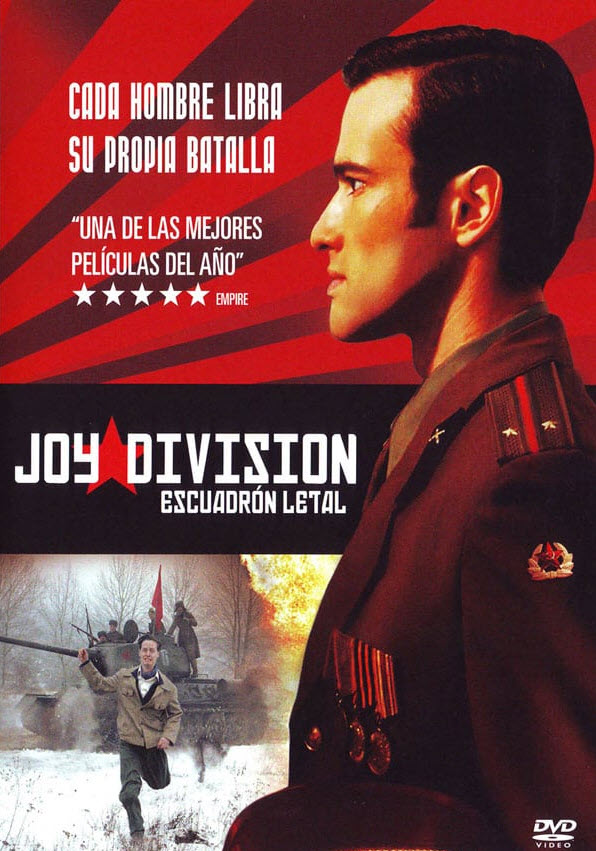 CADA HOMBRE LIBRA
SU PROPIA BATALLA
“UNA DE LAS MEJORES
PELÍCULAS DEL AÑO”
EMPIRE
JOY DIVISION
ESCUADRÓN LETAL
DVD
VIDEO